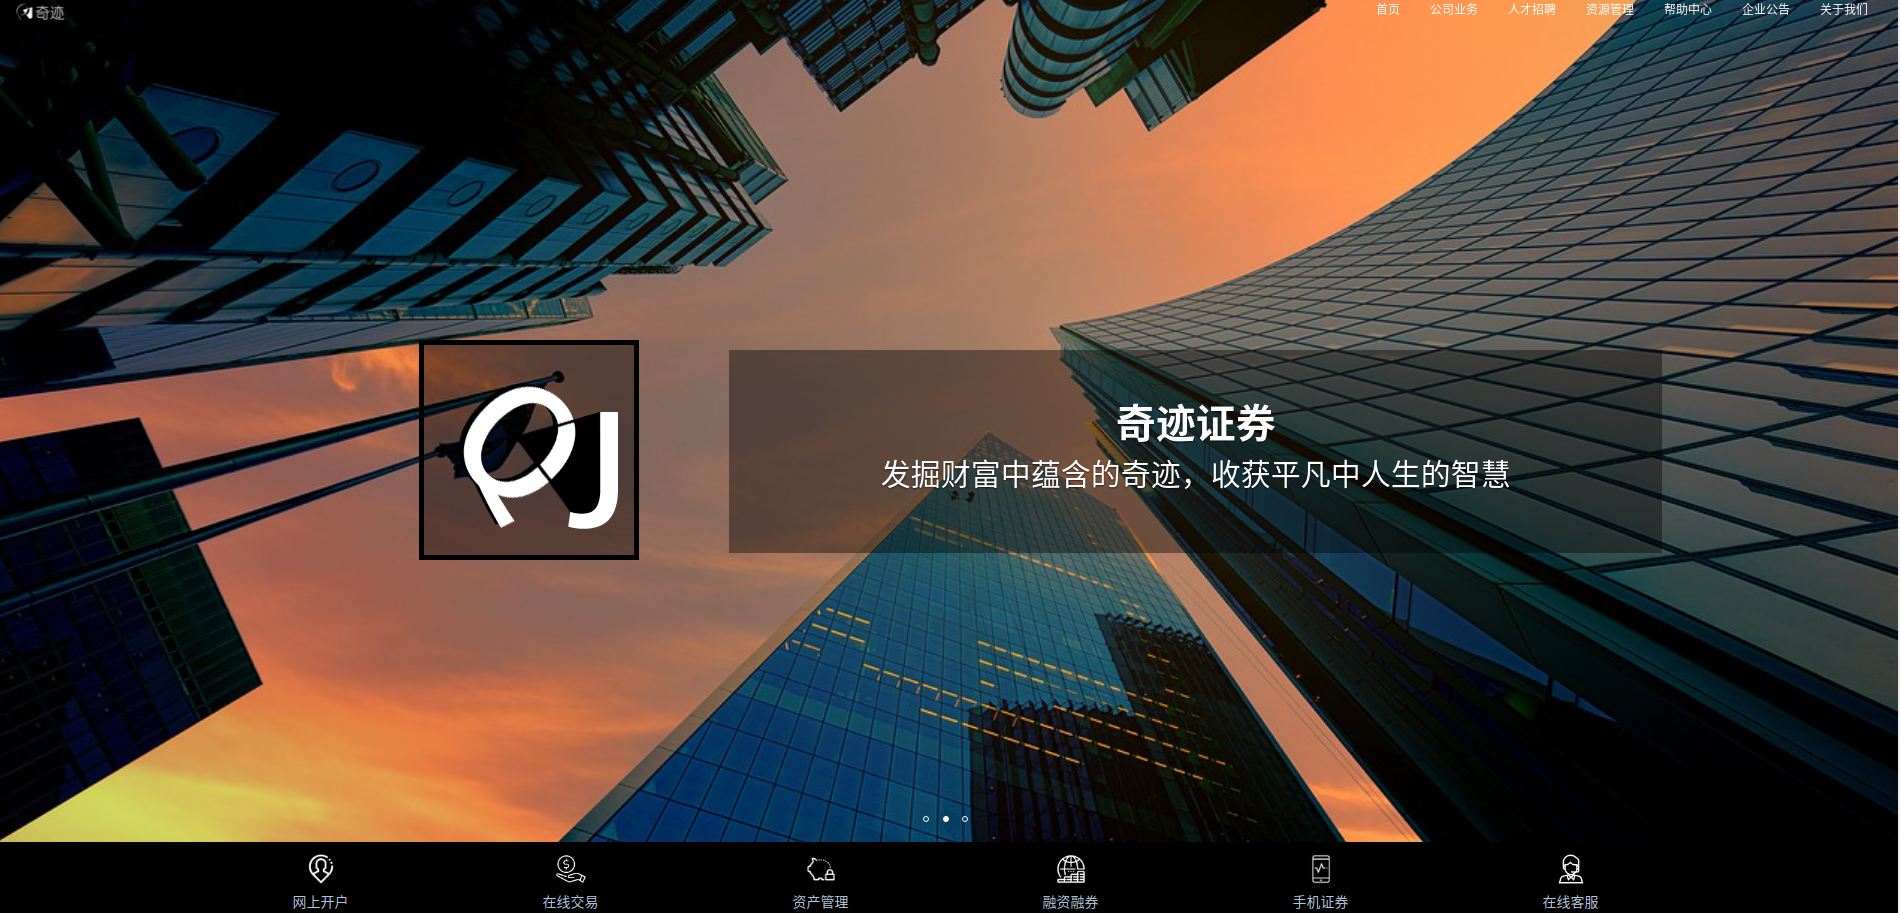 奇迹
首页 公司业务 人才招聘 资源管理 帮助中心 企业公告 关于我们
QJ
奇迹证券
发掘财富中蕴含的奇迹，收获平凡中人生的智慧
网上开户 在线交易 资产管理 融资融券 手机证券 在线客服